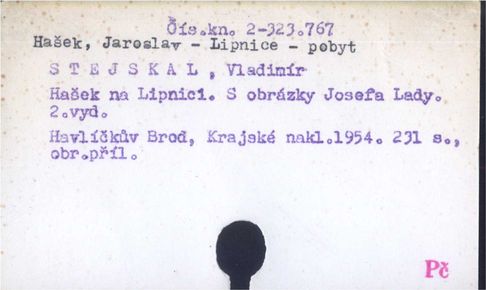 Čís.kn. 2-323.767
Hašek, Jaroslav - Lipnice - pobyt
S T E J S K A L , Vladimír
Hašek na Lipnici. S obrázky Josefa Lady.
2.vyd.
Havlíčkův Brod, Krajské nakl.1954. 231 s.,
obr.příl.
Pč